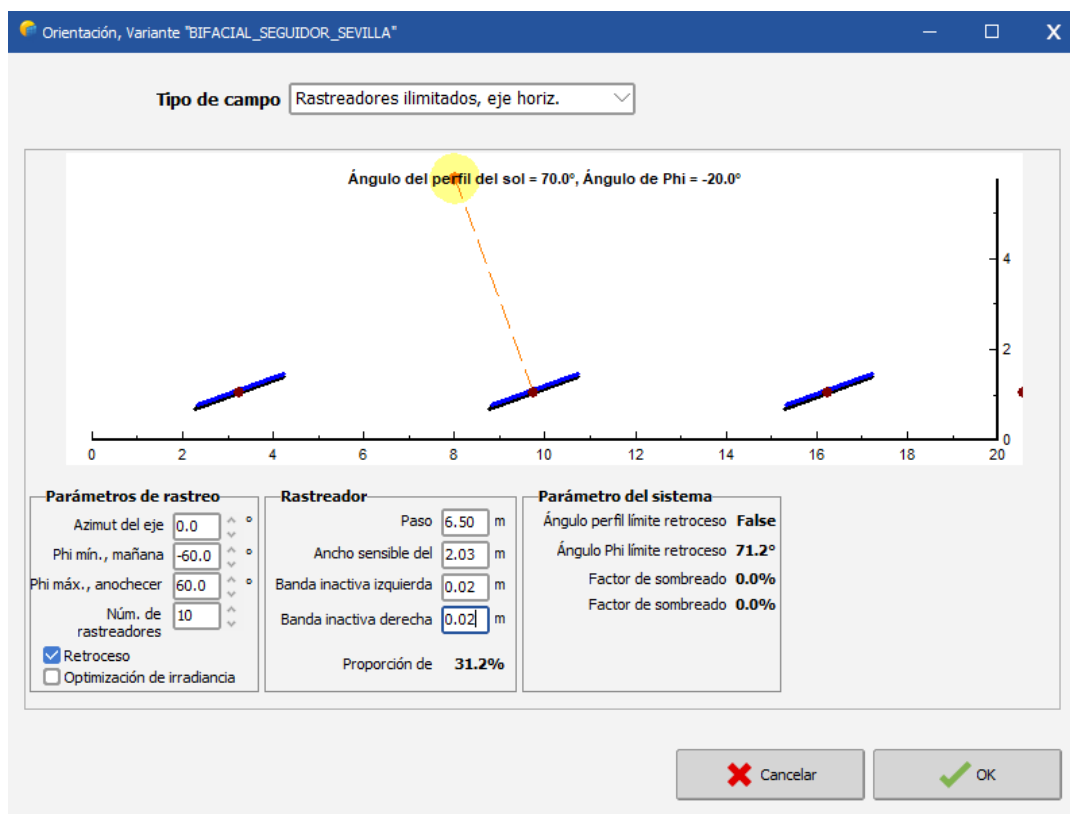 Orientación, Variante "BIFACIAL_SEGUIDOR_SEVILLA"
Tipo de campo Rastreadores ilimitados, eje horiz.
Ángulo del perfil del sol = 70.0º, Ángulo de Phi = -20.0º
4
2
0
0 2 4 6 8 10 12 14 16 18 20
Parámetros de rastreo
Azimut del eje 0.0 °
Phi mín., mañana -60.0 °
Phi máx., anochecer 60.0 °
Núm. de rastreadores 10
Retroceso
Optimización de irradiancia
Rastreador
Paso 6.50 m
Ancho sensible del 2.03 m
Banda inactiva izquierda 0.02 m
Banda inactiva derecha 0.02 m
Proporción de 31.2%
Parámetro del sistema
Ángulo perfil límite retroceso False
Ángulo Phi límite retroceso 71.2°
Factor de sombreado 0.0%
Factor de sombreado 0.0%
Cancelar
OK